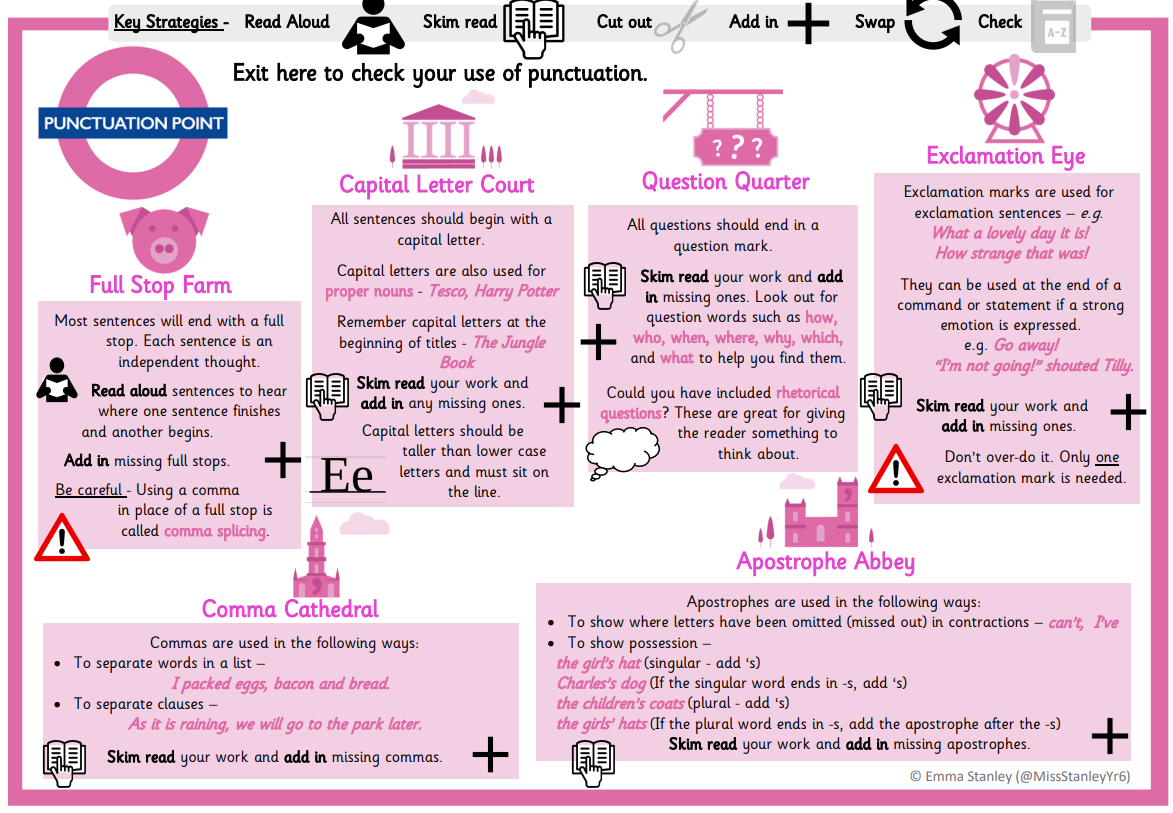 Key Strategies - Read Aloud Skim read Cut out Add in Swap Check
A-Z
Exit here to check your use of punctuation.
PUNCTUATION POINT
Full Stop Farm
Most sentences will end with a full
stop. Each sentence is an
independent thought.
Read aloud sentences to hear
where one sentence finishes
and another begins.
Add in missing full stops.
Be careful - Using a comma
in place of a full stop is
called comma splicing.
!
Capital Letter Court
All sentences should begin with a
capital letter.
Capital letters are also used for
proper nouns - Tesco, Harry Potter
Remember capital letters at the
beginning of titles - The Jungle
Book
Skim read your work and
add in any missing ones.
Capital letters should be
taller than lower case
letters and must sit on
the line.
Ee
? ? ?
Question Quarter
All questions should end in a
question mark.
Skim read your work and add
in missing ones. Look out for
question words such as how,
who, when, where, why, which,
and what to help you find them.
Could you have included rhetorical
questions? These are great for giving
the reader something to
think about.
Exclamation Eye
Exclamation marks are used for
exclamation sentences – e.g.
What a lovely day it is!
How strange that was!
They can be used at the end of a
command or statement if a strong
emotion is expressed.
e.g. Go away!
“I’m not going!” shouted Tilly.
Skim read your work and
add in missing ones.
Don’t over-do it. Only one
exclamation mark is needed.
!
Comma Cathedral
Commas are used in the following ways:
• To separate words in a list –
I packed eggs, bacon and bread.
• To separate clauses –
As it is raining, we will go to the park later.
Skim read your work and add in missing commas.
Apostrophe Abbey
Apostrophes are used in the following ways:
• To show where letters have been omitted (missed out) in contractions – can’t, I’ve
• To show possession –
the girl’s hat (singular - add ‘s)
Charles’s dog (If the singular word ends in -s, add ‘s)
the children’s coats (plural - add ‘s)
the girls’ hats (If the plural word ends in -s, add the apostrophe after the -s)
Skim read your work and add in missing apostrophes.
© Emma Stanley (@MissStanleyYr6)